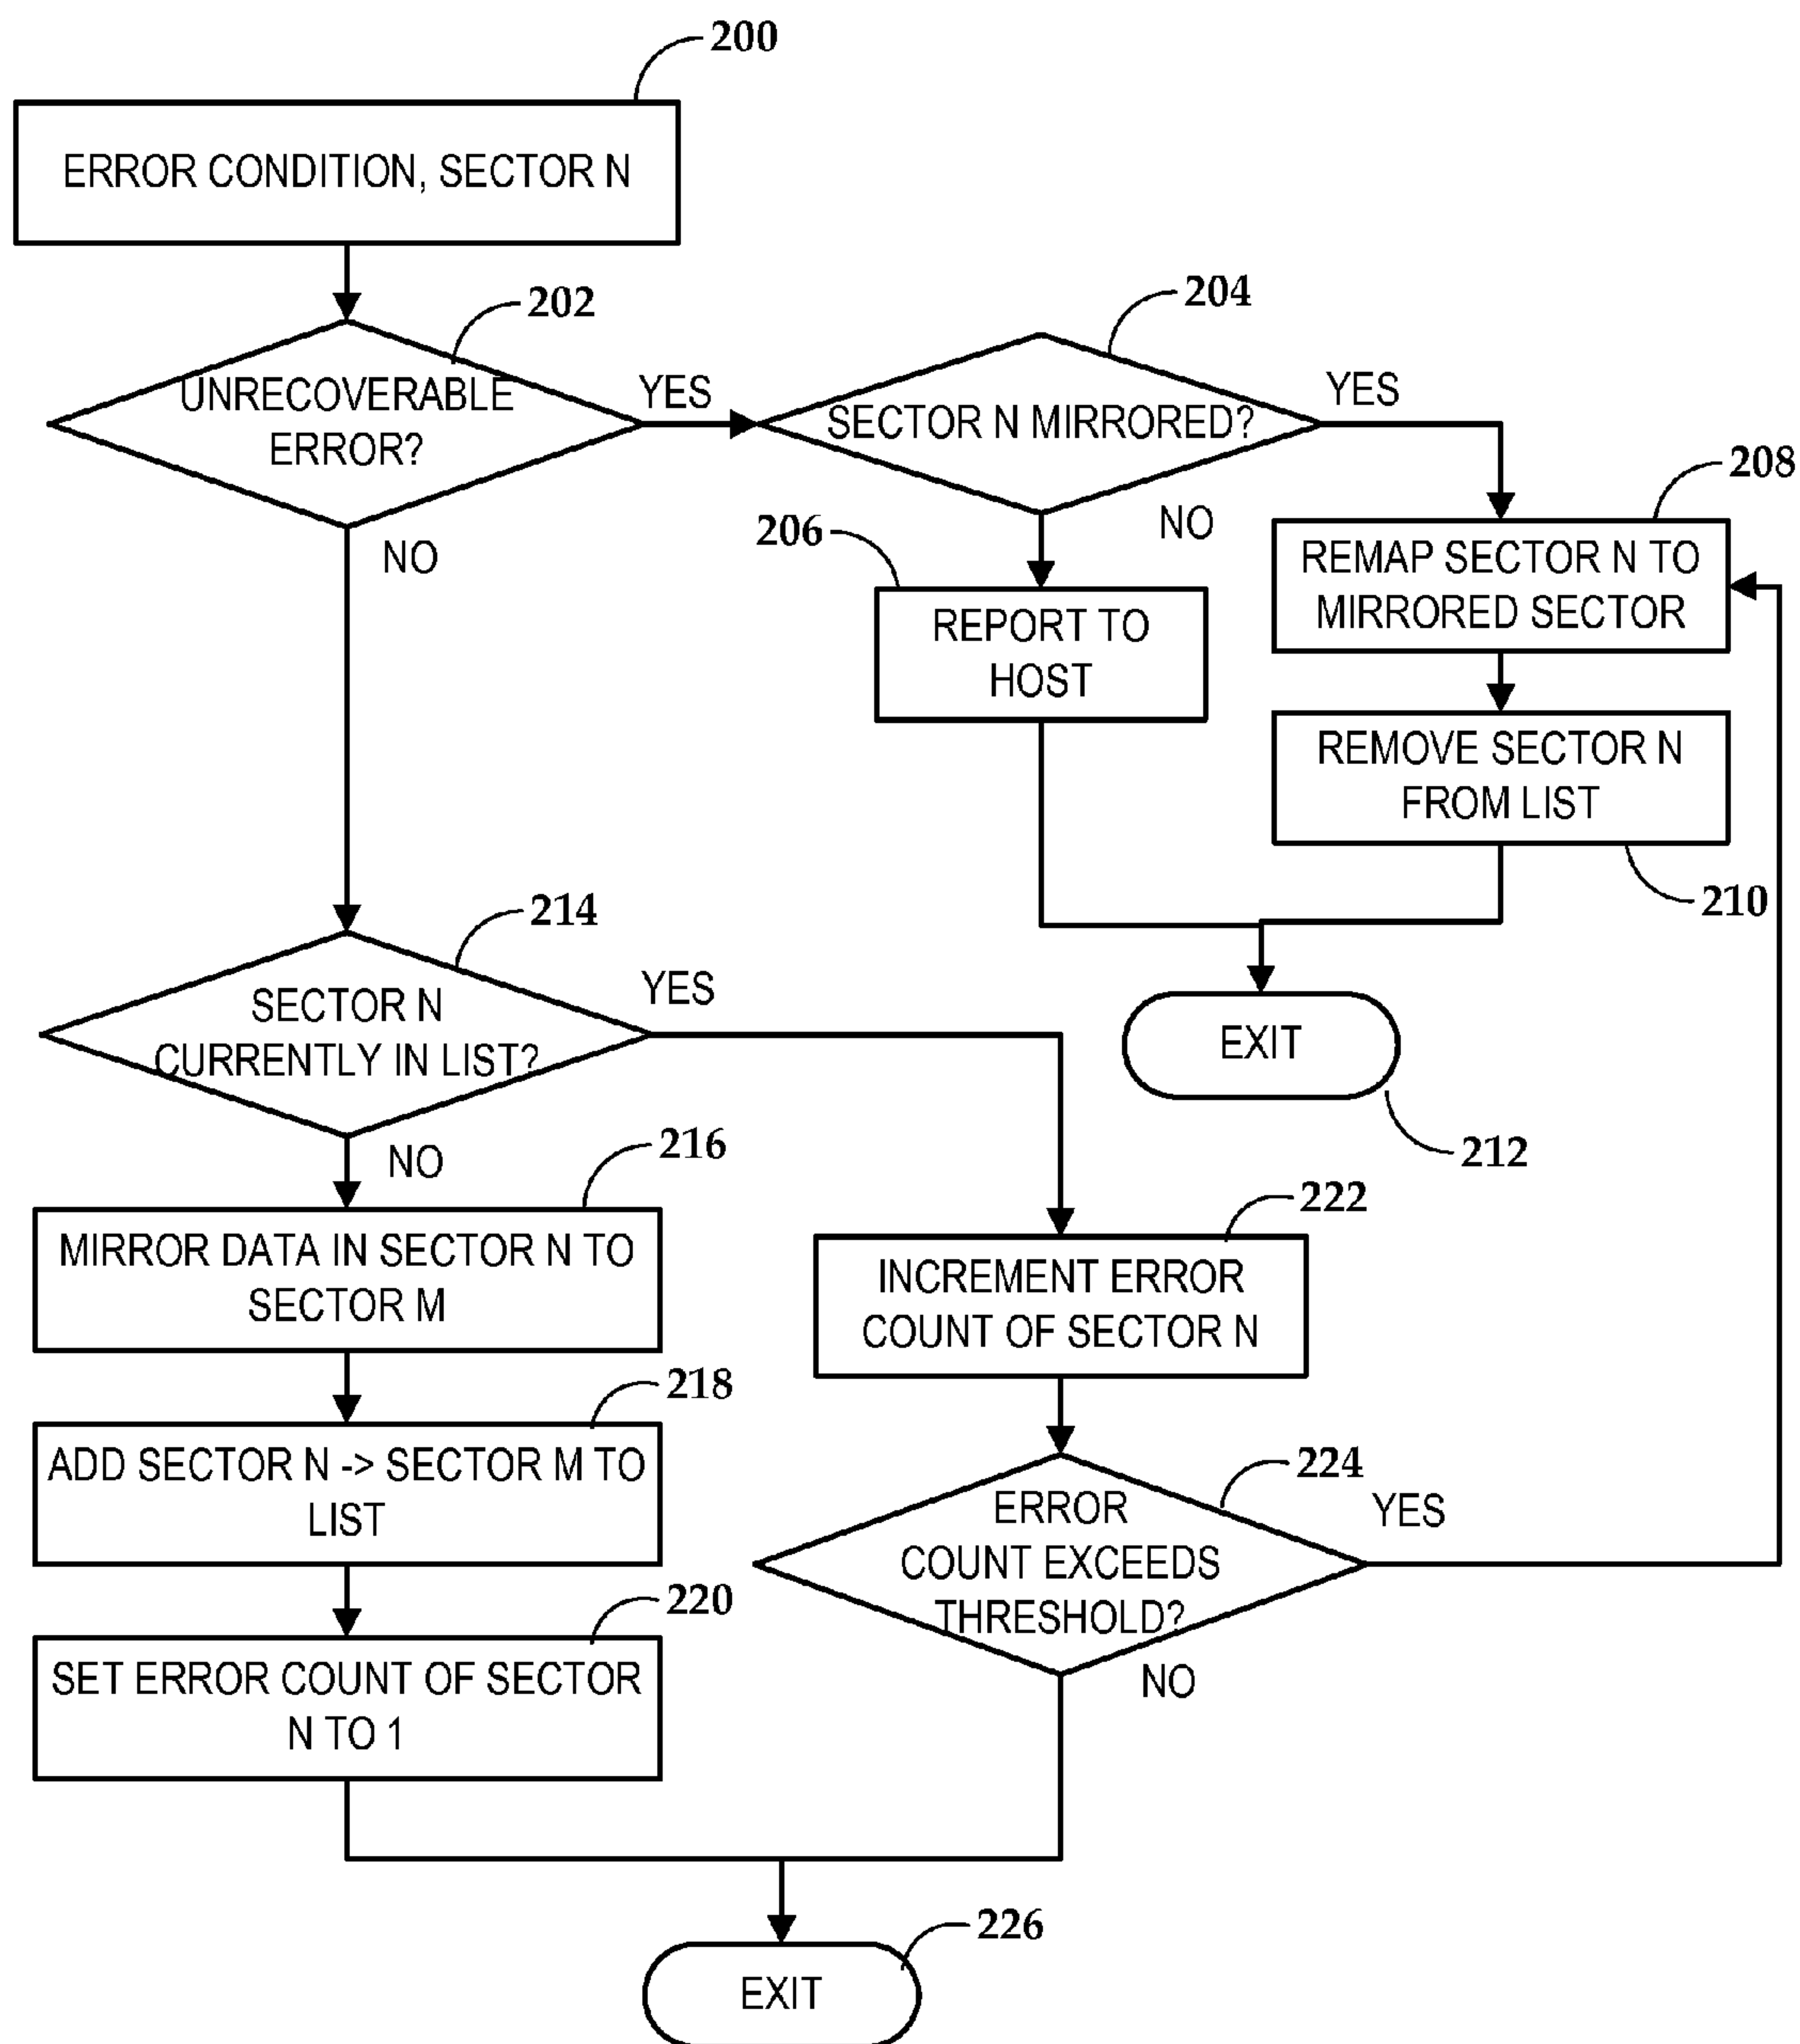 200
ERROR CONDITION, SECTOR N
202
UNRECOVERABLE
ERROR?
YES
NO
204
SECTOR N MIRRORED?
YES
NO
206
REPORT TO
HOST
208
REMAP SECTOR N TO
MIRRORED SECTOR
REMOVE SECTOR N
FROM LIST
210
EXIT
212
214
SECTOR N
CURRENTLY IN LIST?
YES
NO
216
MIRROR DATA IN SECTOR N TO
SECTOR M
218
ADD SECTOR N -> SECTOR M TO
LIST
220
SET ERROR COUNT OF SECTOR
N TO 1
222
INCREMENT ERROR
COUNT OF SECTOR N
224
ERROR
COUNT EXCEEDS
THRESHOLD?
YES
NO
226
EXIT